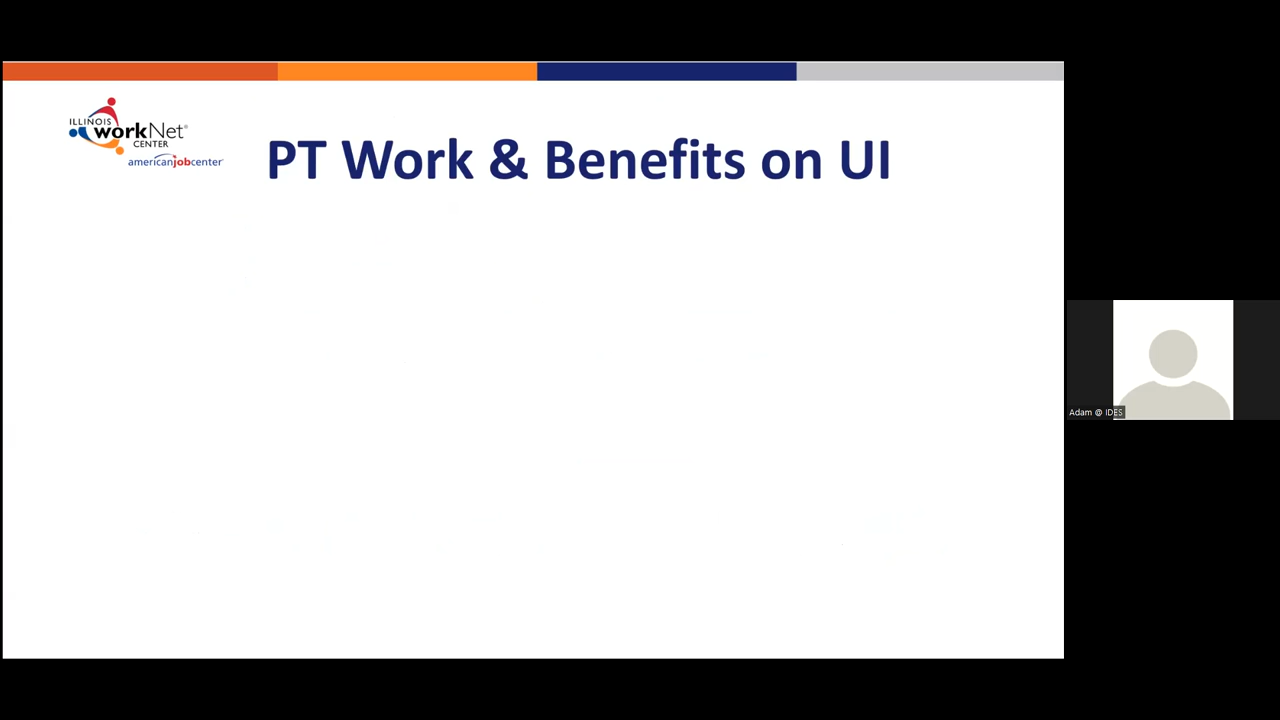 ILLINOIS
workNet®
CENTER
americanjobcenter
PT Work & Benefits on UI
Adam @ IDES